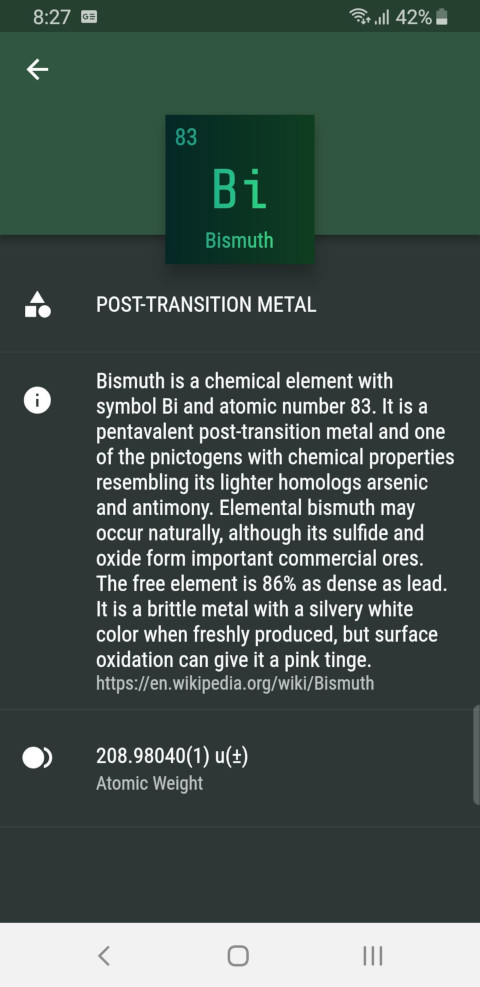 8:27 GE 42%
83
Bi
Bismuth
POST-TRANSITION METAL
Bismuth is a chemical element with
symbol Bi and atomic number 83. It is a
pentavalent post-transition metal and one
of the pnictogens with chemical properties
resembling its lighter homologs arsenic
and antimony. Elemental bismuth may
occur naturally, although its sulfide and
oxide form important commercial ores.
The free element is 86% as dense as lead.
It is a brittle metal with a silvery white
color when freshly produced, but surface
oxidation can give it a pink tinge.
https://en.wikipedia.org/wiki/Bismuth
208.98040(1) u(±)
Atomic Weight